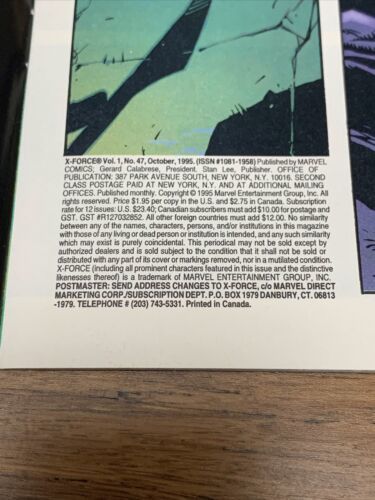 X-FORCE® Vol. 1, No. 47, October, 1995. (ISSN #1081-1958) Published by MARVEL
COMICS; Gerard Calabrese, President. Stan Lee, Publisher. OFFICE OF
PUBLICATION: 387 PARK AVENUE SOUTH, NEW YORK, N.Y. 10016. SECOND
CLASS POSTAGE PAID AT NEW YORK, N.Y. AND AT ADDITIONAL MAILING
OFFICES. Published monthly. Copyright © 1995 Marvel Entertainment Group, Inc. All
rights reserved. Price $1.95 per copy in the U.S. and $2.75 in Canada. Subscription
rate for 12 issues: U.S. $23.40; Canadian subscribers must add $10.00 for postage and
GST. GST #R127032852. All other foreign countries must add $12.00. No similarity
between any of the names, characters, persons, and/or institutions in this magazine
with those of any living or dead person or institution is intended, and any such similarity
which may exist is purely coincidental. This periodical may not be sold except by
authorized dealers and is sold subject to the condition that it shall not be sold or
distributed with any part of its cover or markings removed, nor in a mutilated condition.
X-FORCE (including all prominent characters featured in this issue and the distinctive
likenesses thereof) is a trademark of MARVEL ENTERTAINMENT GROUP, INC.
POSTMASTER: SEND ADDRESS CHANGES TO X-FORCE, c/o MARVEL DIRECT
MARKETING CORP./SUBSCRIPTION DEPT. P.O. BOX 1979 DANBURY, CT. 06813
-1979. TELEPHONE # (203) 743-5331. Printed in Canada.